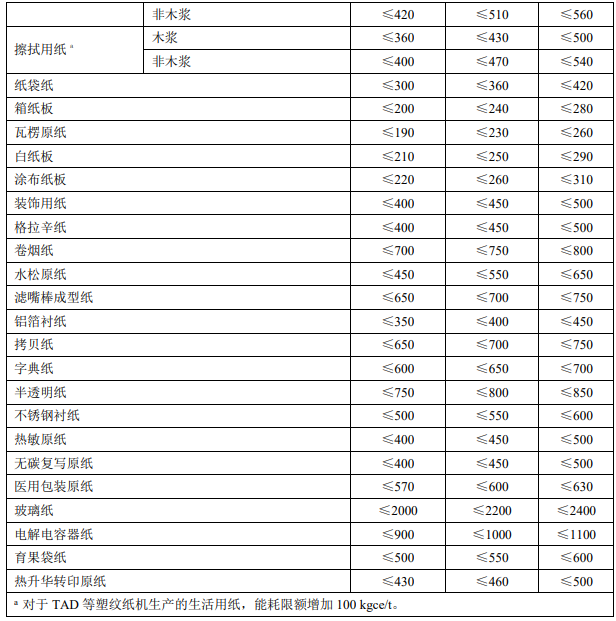 非木浆 ≤420 ≤510 ≤560
擦拭用纸 ᵃ 木浆 ≤360 ≤430 ≤500
非木浆 ≤400 ≤470 ≤540
纸袋纸 ≤300 ≤360 ≤420
箱纸板 ≤200 ≤240 ≤280
瓦楞原纸 ≤190 ≤230 ≤260
白纸板 ≤210 ≤250 ≤290
涂布纸板 ≤220 ≤260 ≤310
装饰用纸 ≤400 ≤450 ≤500
格拉辛纸 ≤400 ≤450 ≤500
卷烟纸 ≤700 ≤750 ≤800
水松原纸 ≤450 ≤550 ≤650
滤嘴棒成型纸 ≤650 ≤700 ≤750
铝箔衬纸 ≤350 ≤400 ≤450
拷贝纸 ≤650 ≤700 ≤750
字典纸 ≤600 ≤650 ≤700
半透明纸 ≤750 ≤800 ≤850
不锈钢衬纸 ≤500 ≤550 ≤600
热敏原纸 ≤400 ≤450 ≤500
无碳复写原纸 ≤400 ≤450 ≤500
医用包装原纸 ≤570 ≤600 ≤630
玻璃纸 ≤2000 ≤2200 ≤2400
电解电容器纸 ≤900 ≤1000 ≤1100
育果袋纸 ≤500 ≤550 ≤600
热升华转印原纸 ≤430 ≤460 ≤500
ᵃ 对于 TAD 等塑纹纸机生产的生活用纸，能耗限额增加 100 kgce/t。